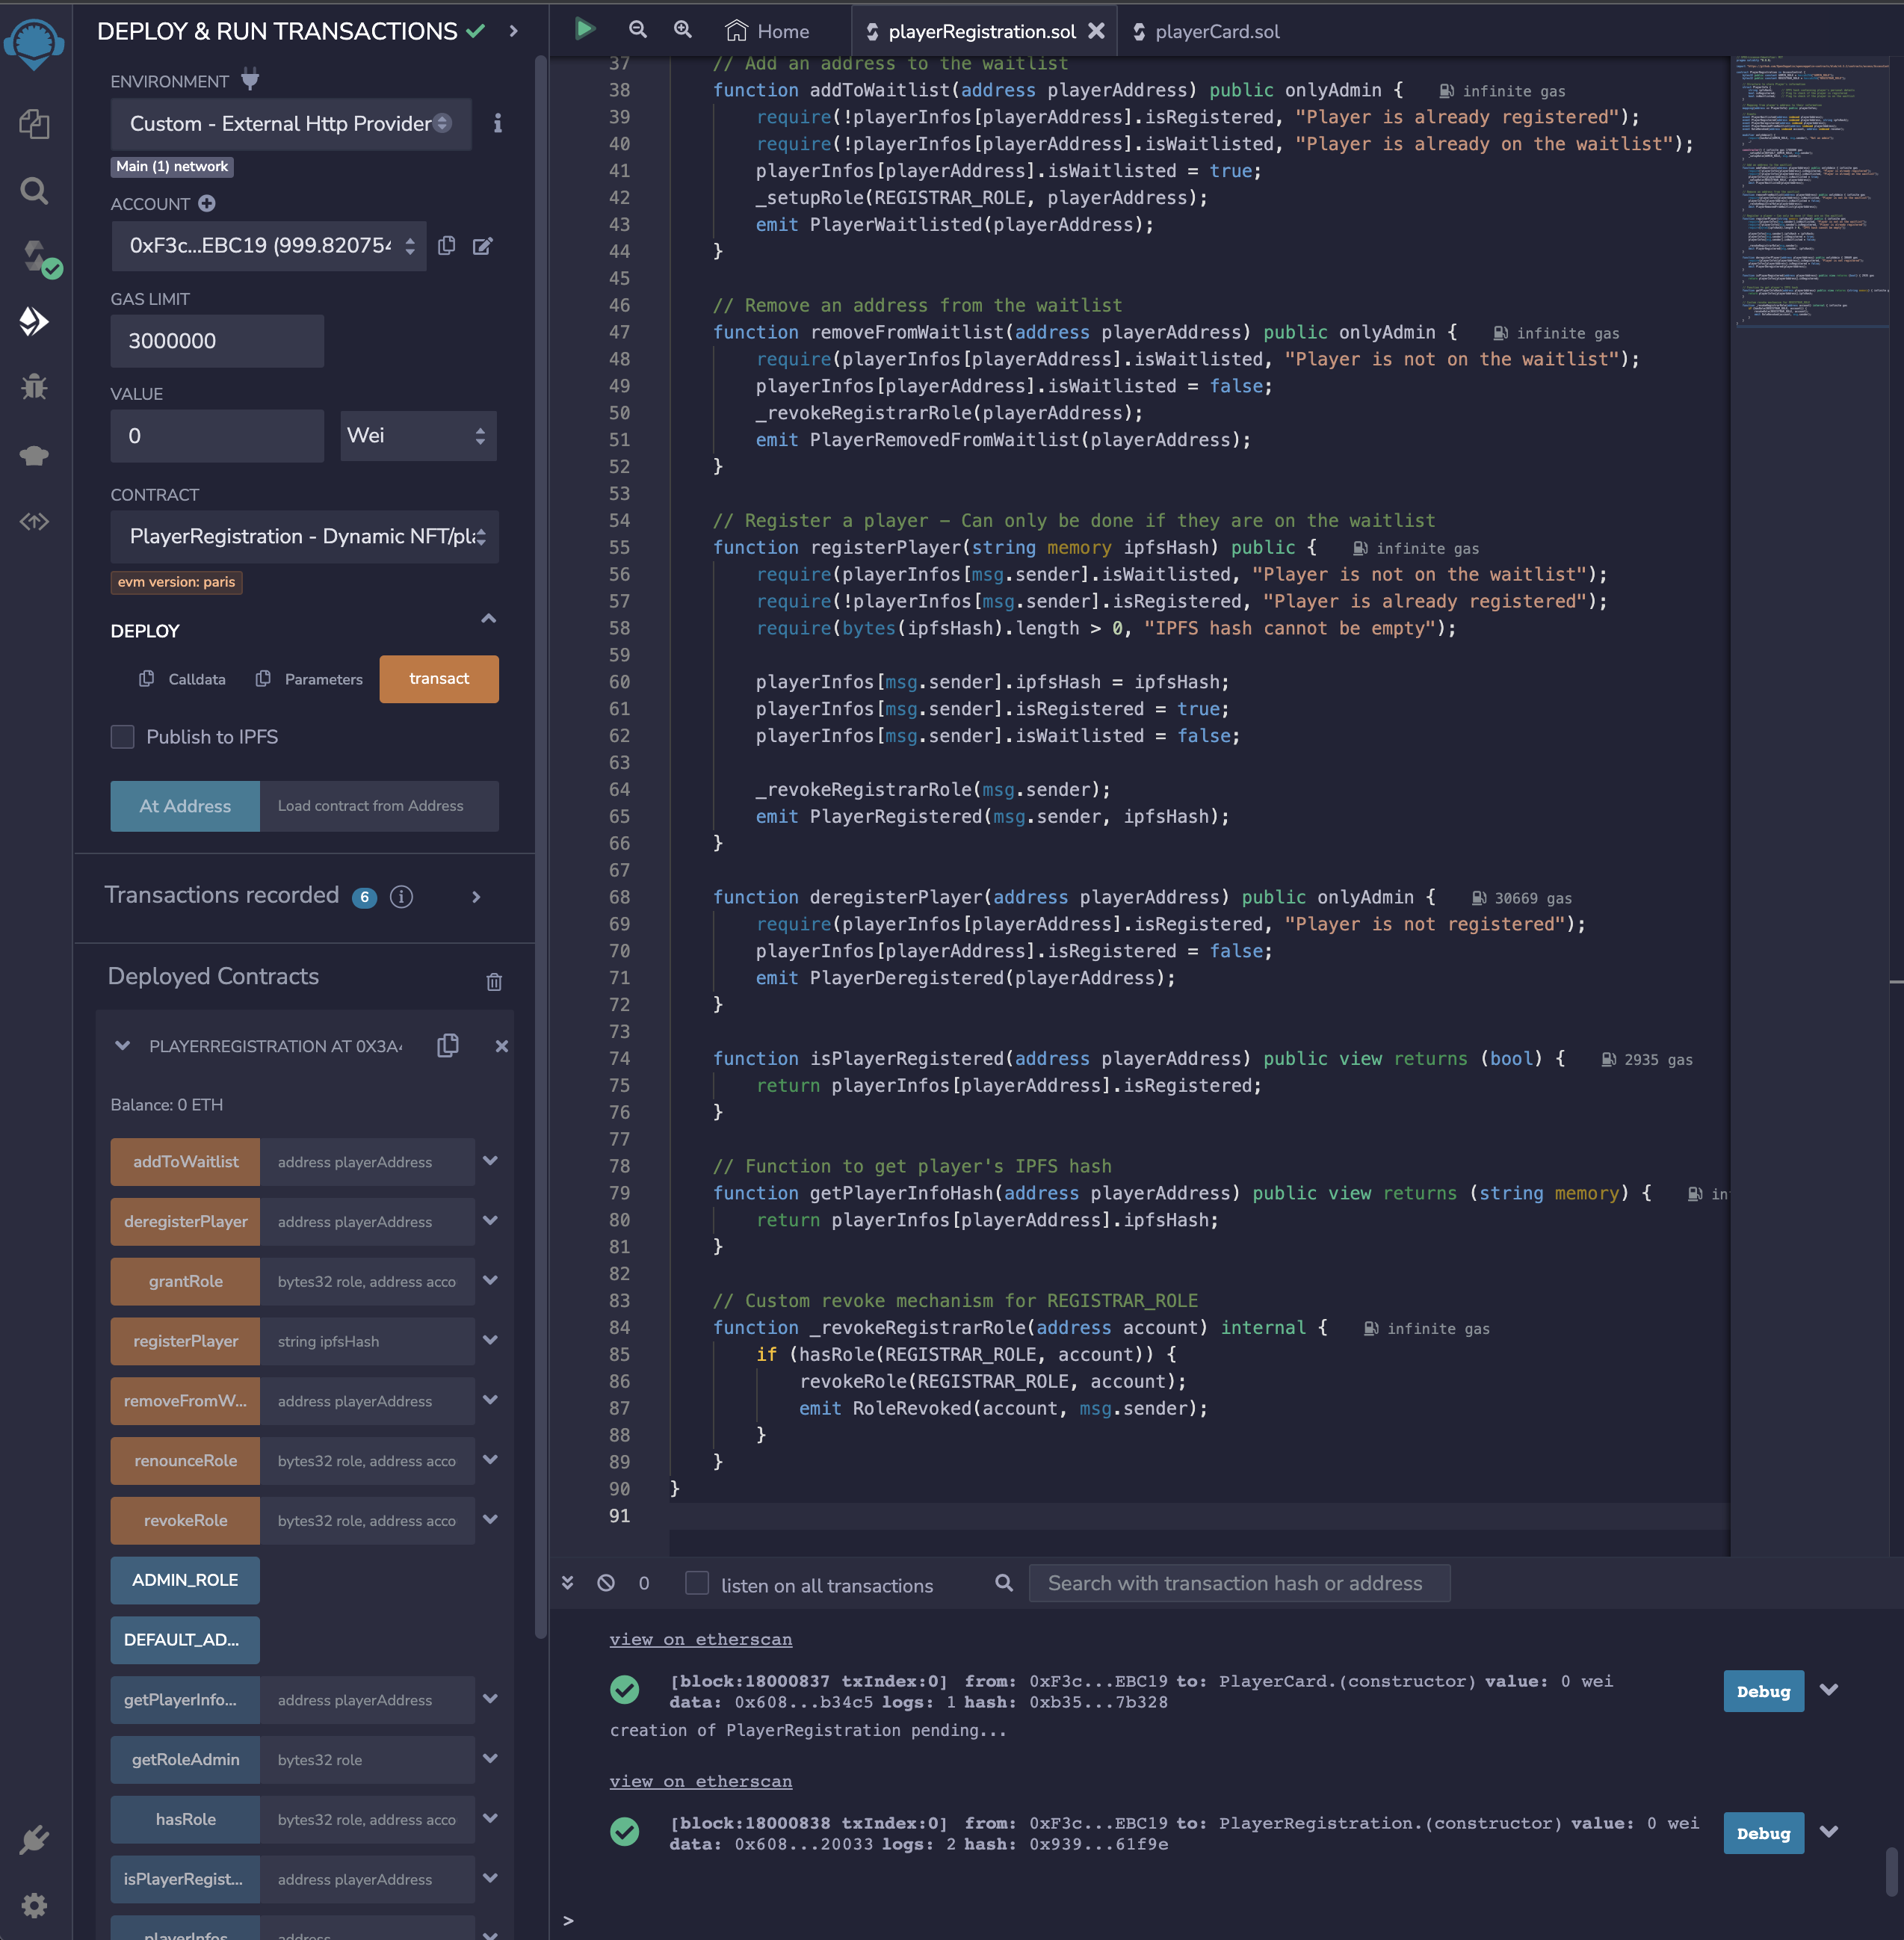 DEPLOY & RUN TRANSACTIONS
ENVIRONMENT
Custom - External Http Provider
Main (1) network
ACCOUNT
0xF3c...EBC19 (999.820754
GAS LIMIT
3000000
VALUE
0
Wei
CONTRACT
PlayerRegistration - Dynamic NFT/pla
evm version: paris
DEPLOY
Calldata
Parameters
transact
Publish to IPFS
At Address
Load contract from Address
Transactions recorded 6
Deployed Contracts
PLAYERREGISTRATION AT 0X3A4
Balance: 0 ETH
addToWaitlist address playerAddress
deregisterPlayer address playerAddress
grantRole bytes32 role, address acco
registerPlayer string ipfsHash
removeFromW... address playerAddress
renounceRole bytes32 role, address acco
revokeRole bytes32 role, address acco
ADMIN_ROLE
DEFAULT_AD...
getPlayerInfo... address playerAddress
getRoleAdmin bytes32 role
hasRole bytes32 role, address acco
isPlayerRegist... address playerAddress
playerInfos address
Home
playerRegistration.sol
playerCard.sol
37 // Add an address to the waitlist
38 function addToWaitlist(address playerAddress) public onlyAdmin { infinite gas
39 require(!playerInfos[playerAddress].isRegistered, "Player is already registered");
40 require(!playerInfos[playerAddress].isWaitlisted, "Player is already on the waitlist");
41 playerInfos[playerAddress].isWaitlisted = true;
42 _setupRole(REGISTRAR_ROLE, playerAddress);
43 emit PlayerWaitlisted(playerAddress);
44 }
45
46 // Remove an address from the waitlist
47 function removeFromWaitlist(address playerAddress) public onlyAdmin { infinite gas
48 require(playerInfos[playerAddress].isWaitlisted, "Player is not on the waitlist");
49 playerInfos[playerAddress].isWaitlisted = false;
50 _revokeRegistrarRole(playerAddress);
51 emit PlayerRemovedFromWaitlist(playerAddress);
52 }
53
54 // Register a player – Can only be done if they are on the waitlist
55 function registerPlayer(string memory ipfsHash) public { infinite gas
56 require(playerInfos[msg.sender].isWaitlisted, "Player is not on the waitlist");
57 require(!playerInfos[msg.sender].isRegistered, "Player is already registered");
58 require(bytes(ipfsHash).length > 0, "IPFS hash cannot be empty");
59
60 playerInfos[msg.sender].ipfsHash = ipfsHash;
61 playerInfos[msg.sender].isRegistered = true;
62 playerInfos[msg.sender].isWaitlisted = false;
63
64 _revokeRegistrarRole(msg.sender);
65 emit PlayerRegistered(msg.sender, ipfsHash);
66 }
67
68 function deregisterPlayer(address playerAddress) public onlyAdmin { 30669 gas
69 require(playerInfos[playerAddress].isRegistered, "Player is not registered");
70 playerInfos[playerAddress].isRegistered = false;
71 emit PlayerDeregistered(playerAddress);
72 }
73
74 function isPlayerRegistered(address playerAddress) public view returns (bool) { 2935 gas
75 return playerInfos[playerAddress].isRegistered;
76 }
77
78 // Function to get player's IPFS hash
79 function getPlayerInfoHash(address playerAddress) public view returns (string memory) { in
80 return playerInfos[playerAddress].ipfsHash;
81 }
82
83 // Custom revoke mechanism for REGISTRAR_ROLE
84 function _revokeRegistrarRole(address account) internal { infinite gas
85 if (hasRole(REGISTRAR_ROLE, account)) {
86 revokeRole(REGISTRAR_ROLE, account);
87 emit RoleRevoked(account, msg.sender);
88 }
89 }
90 }
91
0
listen on all transactions
Search with transaction hash or address
view on etherscan
[block:18000837 txIndex:0] from: 0xF3c...EBC19 to: PlayerCard.(constructor) value: 0 wei
data: 0x608...b34c5 logs: 1 hash: 0xb35...7b328
Debug
creation of PlayerRegistration pending...
view on etherscan
[block:18000838 txIndex:0] from: 0xF3c...EBC19 to: PlayerRegistration.(constructor) value: 0 wei
data: 0x608...20033 logs: 2 hash: 0x939...61f9e
Debug
>